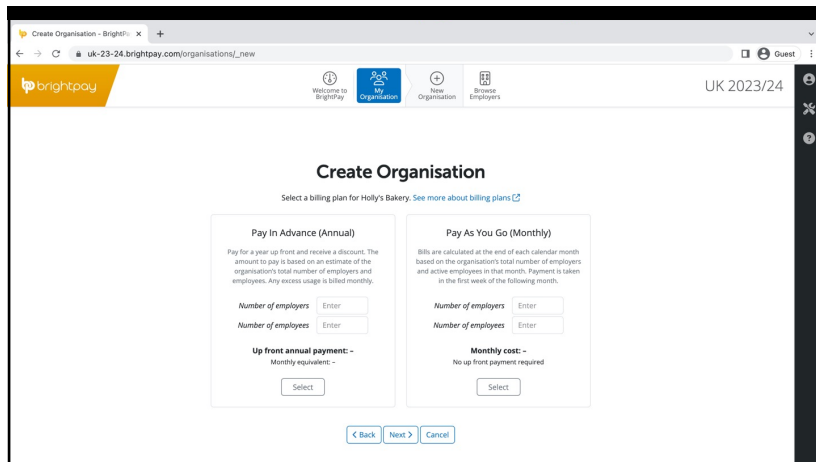 Create Organisation - BrightPa
uk-23-24.brightpay.com/organisations/_new
Guest
brightpay
Welcome to
BrightPay
My
Organisation
New
Organisation
Browse
Employers
UK 2023/24
Create Organisation
Select a billing plan for Holly's Bakery. See more about billing plans
Pay In Advance (Annual)
Pay for a year up front and receive a discount. The
amount to pay is based on an estimate of the
organisation's total number of employers and
employees. Any excess usage is billed monthly.
Number of employers Enter
Number of employees Enter
Up front annual payment: –
Monthly equivalent: –
Select
Pay As You Go (Monthly)
Bills are calculated at the end of each calendar month
based on the organisation's total number of employers
and active employees in that month. Payment is taken
in the first week of the following month.
Number of employers Enter
Number of employees Enter
Monthly cost: –
No up front payment required
Select
< Back Next > Cancel